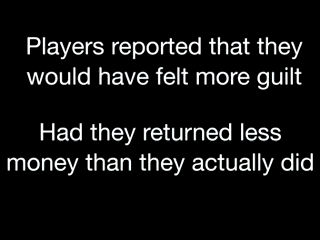 Players reported that they
would have felt more guilt
Had they returned less
money than they actually did